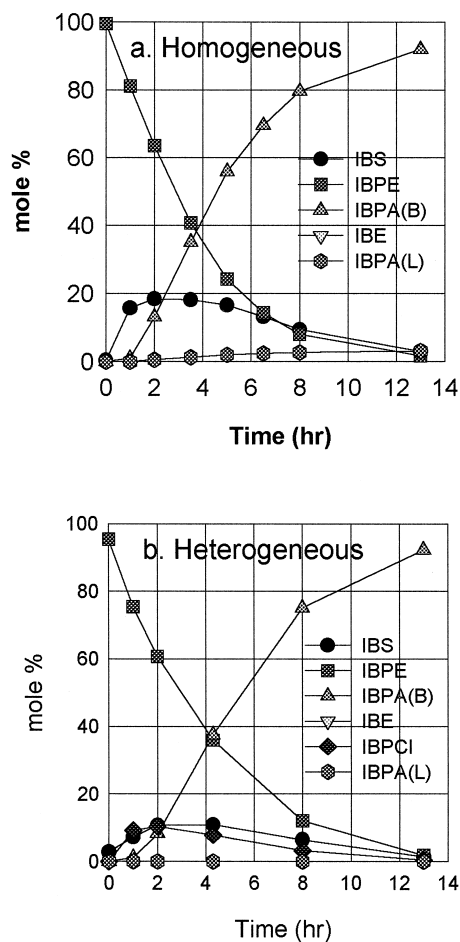 a. Homogeneous
mole %
100
80
60
40
20
0
IBS
IBPE
IBPA(B)
IBE
IBPA(L)
0 2 4 6 8 10 12 14
Time (hr)
b. Heterogeneous
mole %
100
80
60
40
20
0
IBS
IBPE
IBPA(B)
IBE
IBPCl
IBPA(L)
0 2 4 6 8 10 12 14
Time (hr)